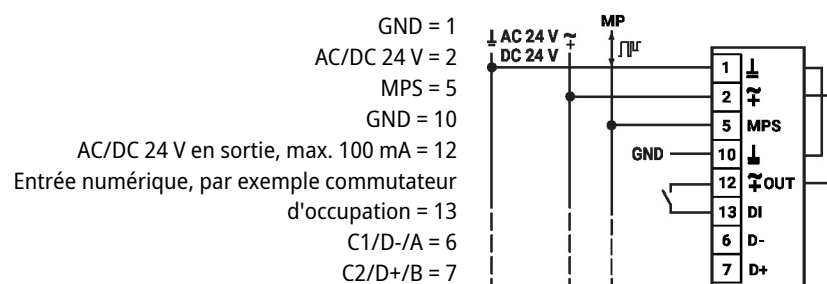 GND = 1
AC/DC 24 V = 2
MPS = 5
GND = 10
AC/DC 24 V en sortie, max. 100 mA = 12
Entrée numérique, par exemple commutateur
d'occupation = 13
C1/D-/A = 6
C2/D+/B = 7
MP
⊥ AC 24 V ~
DC 24 V +
1 ⊥
2 ~ +
5 MPS
GND 10 ⊥
12 ~ + OUT
13 DI
6 D-
7 D+